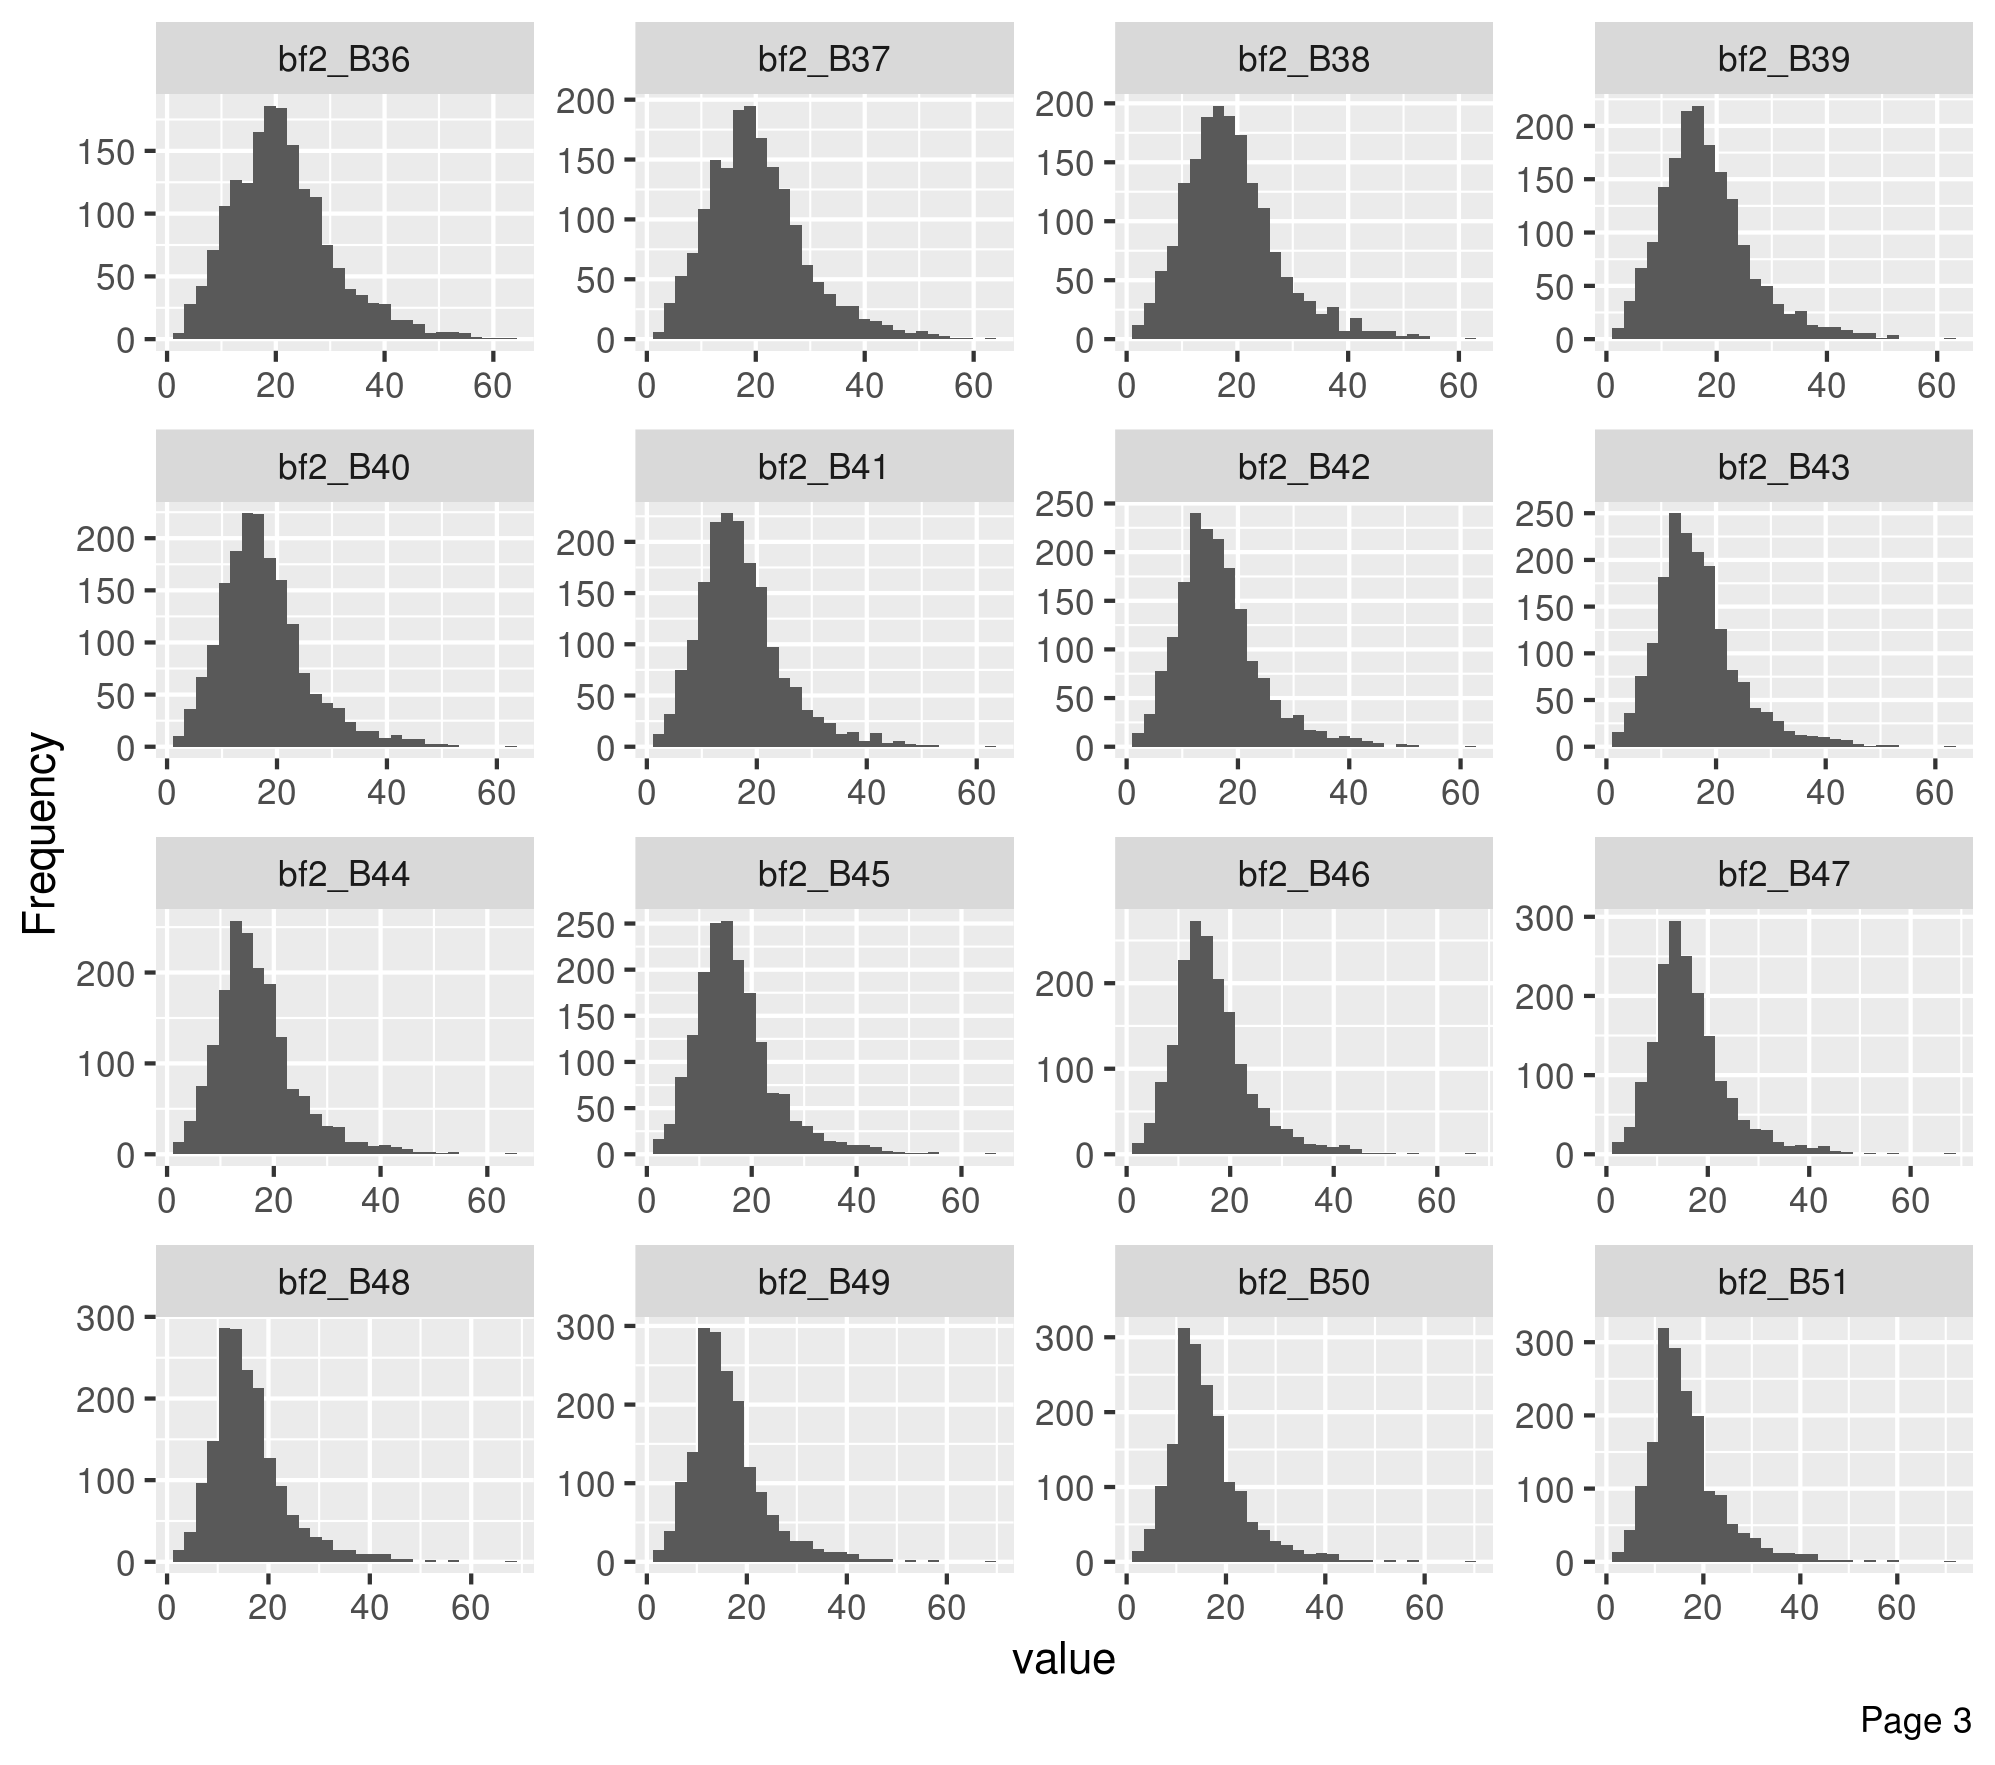 bf2_B36 bf2_B37 bf2_B38 bf2_B39
150 100 50 0
200 150 100 50 0
200 150 100 50 0
200 150 100 50 0
0 20 40 60 0 20 40 60 0 20 40 60 0 20 40 60
bf2_B40 bf2_B41 bf2_B42 bf2_B43
200 150 100 50 0
200 150 100 50 0
250 200 150 100 50 0
250 200 150 100 50 0
0 20 40 60 0 20 40 60 0 20 40 60 0 20 40 60
Frequency
bf2_B44 bf2_B45 bf2_B46 bf2_B47
200 100 0
250 200 150 100 50 0
200 100 0
300 200 100 0
0 20 40 60 0 20 40 60 0 20 40 60 0 20 40 60
bf2_B48 bf2_B49 bf2_B50 bf2_B51
300 200 100 0
300 200 100 0
300 200 100 0
300 200 100 0
0 20 40 60 0 20 40 60 0 20 40 60 0 20 40 60
value
Page 3